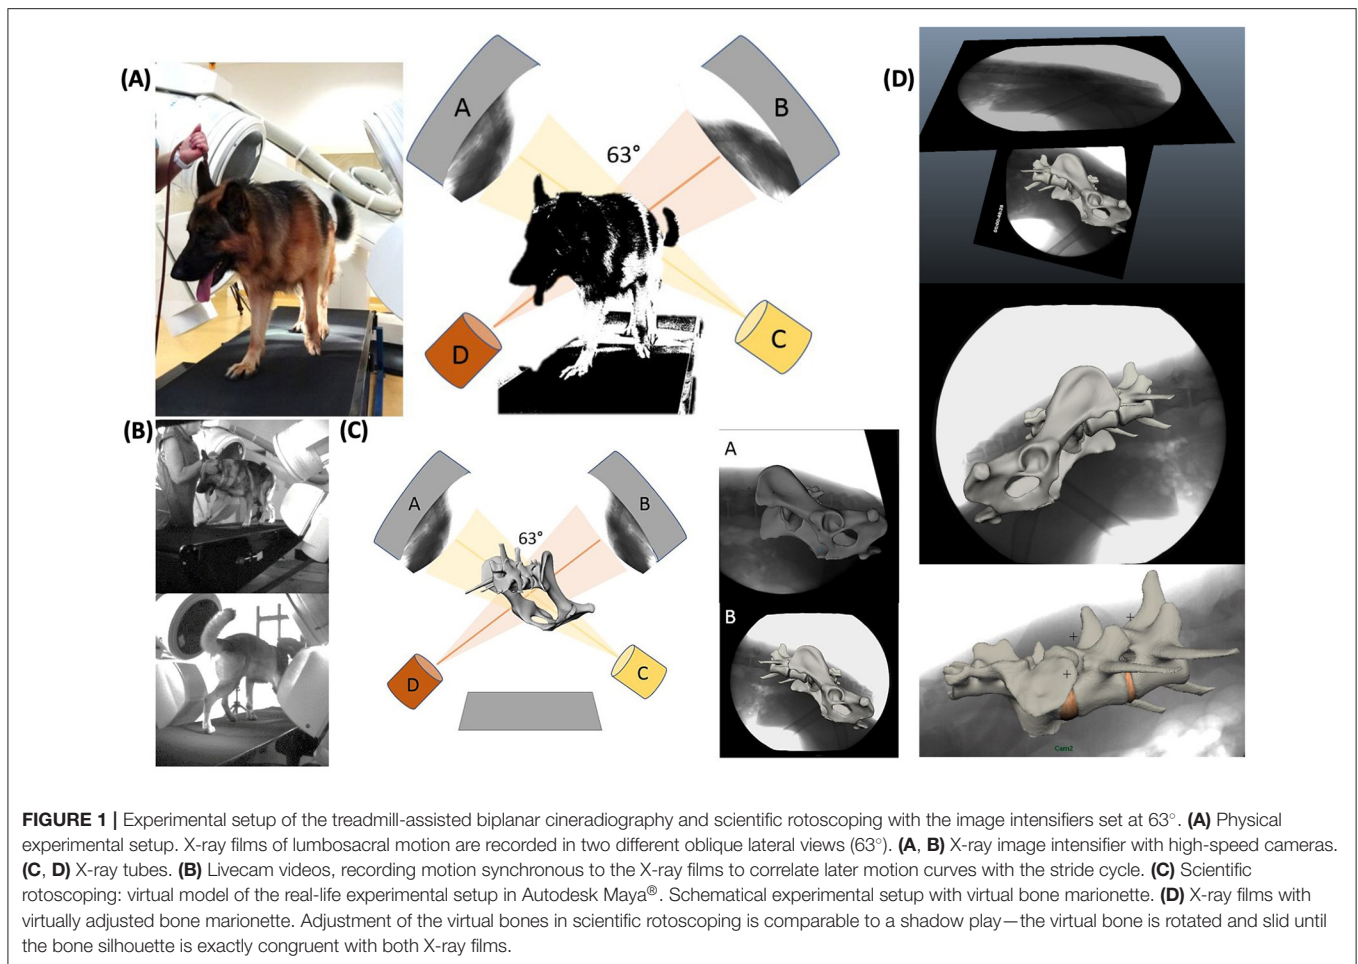 (A)
A
B
63°
D
C
(B)
(C)
A
B
63°
D
C
A
B
(D)
Cam2
FIGURE 1 | Experimental setup of the treadmill-assisted biplanar cineradiography and scientific rotoscoping with the image intensifiers set at 63°. (A) Physical
experimental setup. X-ray films of lumbosacral motion are recorded in two different oblique lateral views (63°). (A, B) X-ray image intensifier with high-speed cameras.
(C, D) X-ray tubes. (B) Livecam videos, recording motion synchronous to the X-ray films to correlate later motion curves with the stride cycle. (C) Scientific
rotoscoping: virtual model of the real-life experimental setup in Autodesk Maya®. Schematical experimental setup with virtual bone marionette. (D) X-ray films with
virtually adjusted bone marionette. Adjustment of the virtual bones in scientific rotoscoping is comparable to a shadow play—the virtual bone is rotated and slid until
the bone silhouette is exactly congruent with both X-ray films.